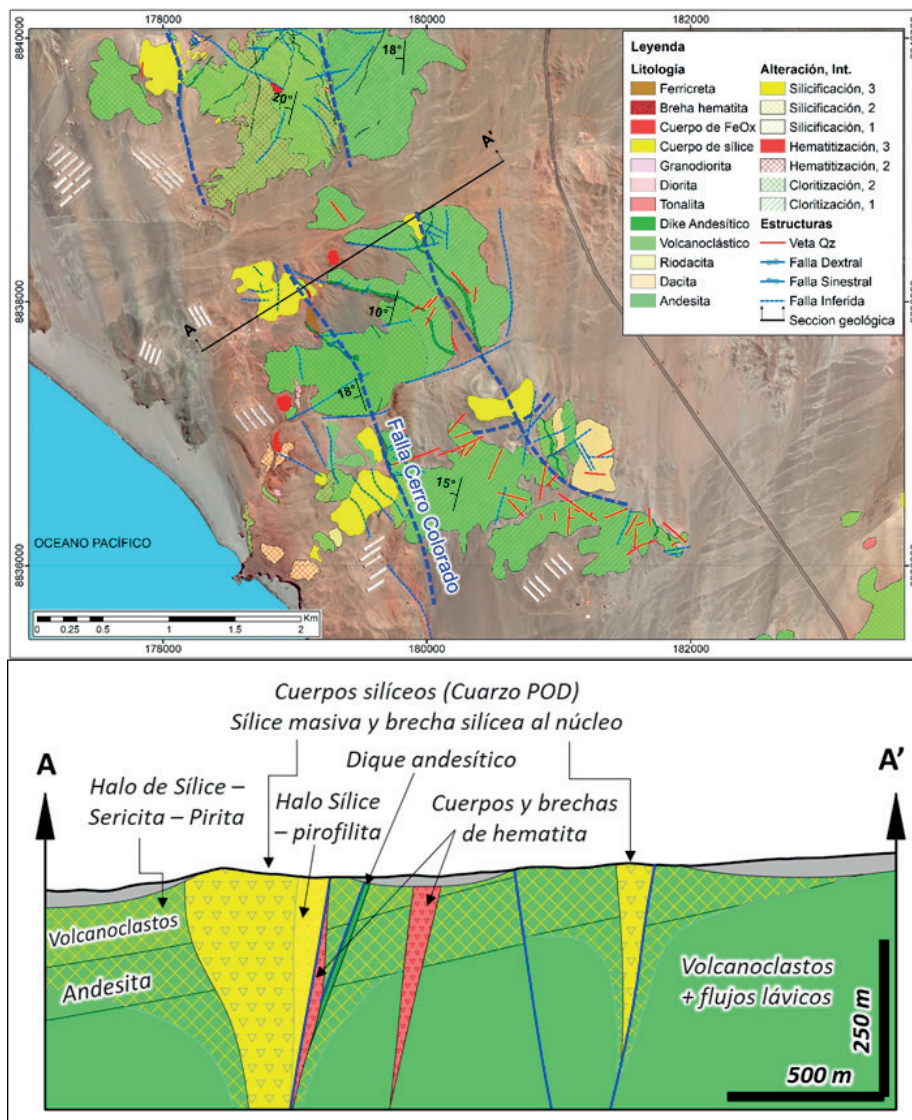 178000
180000
182000
8840000
8838000
8830000
18°
20°
A'
10°
A
18°
15°
Falla Cerro Colorado
OCEANO PACÍFICO
Km
0 0.25 0.5 1 1.5 2
178000
180000
182000
Leyenda
Litología
Ferricreta
Breha hematita
Cuerpo de FeOx
Cuerpo de sílice
Granodiorita
Diorita
Tonalita
Dike Andesítico
Volcanoclástico
Riodacita
Dacita
Andesita
Alteración, Int.
Silicificación, 3
Silicificación, 2
Silicificación, 1
Hematitización, 3
Hematitización, 2
Cloritización, 2
Cloritización, 1
Estructuras
Veta Qz
Falla Dextral
Falla Sinestral
Falla Inferida
Seccion geológica
Cuerpos silíceos (Cuarzo POD)
Sílice masiva y brecha silícea al núcleo
Dique andesítico
A
A'
Halo de Sílice –
Sericita – Pirita
Halo Sílice
– pirofilita
Cuerpos y brechas
de hematita
Volcanoclastos
Andesita
Volcanoclastos
+ flujos lávicos
250 m
500 m